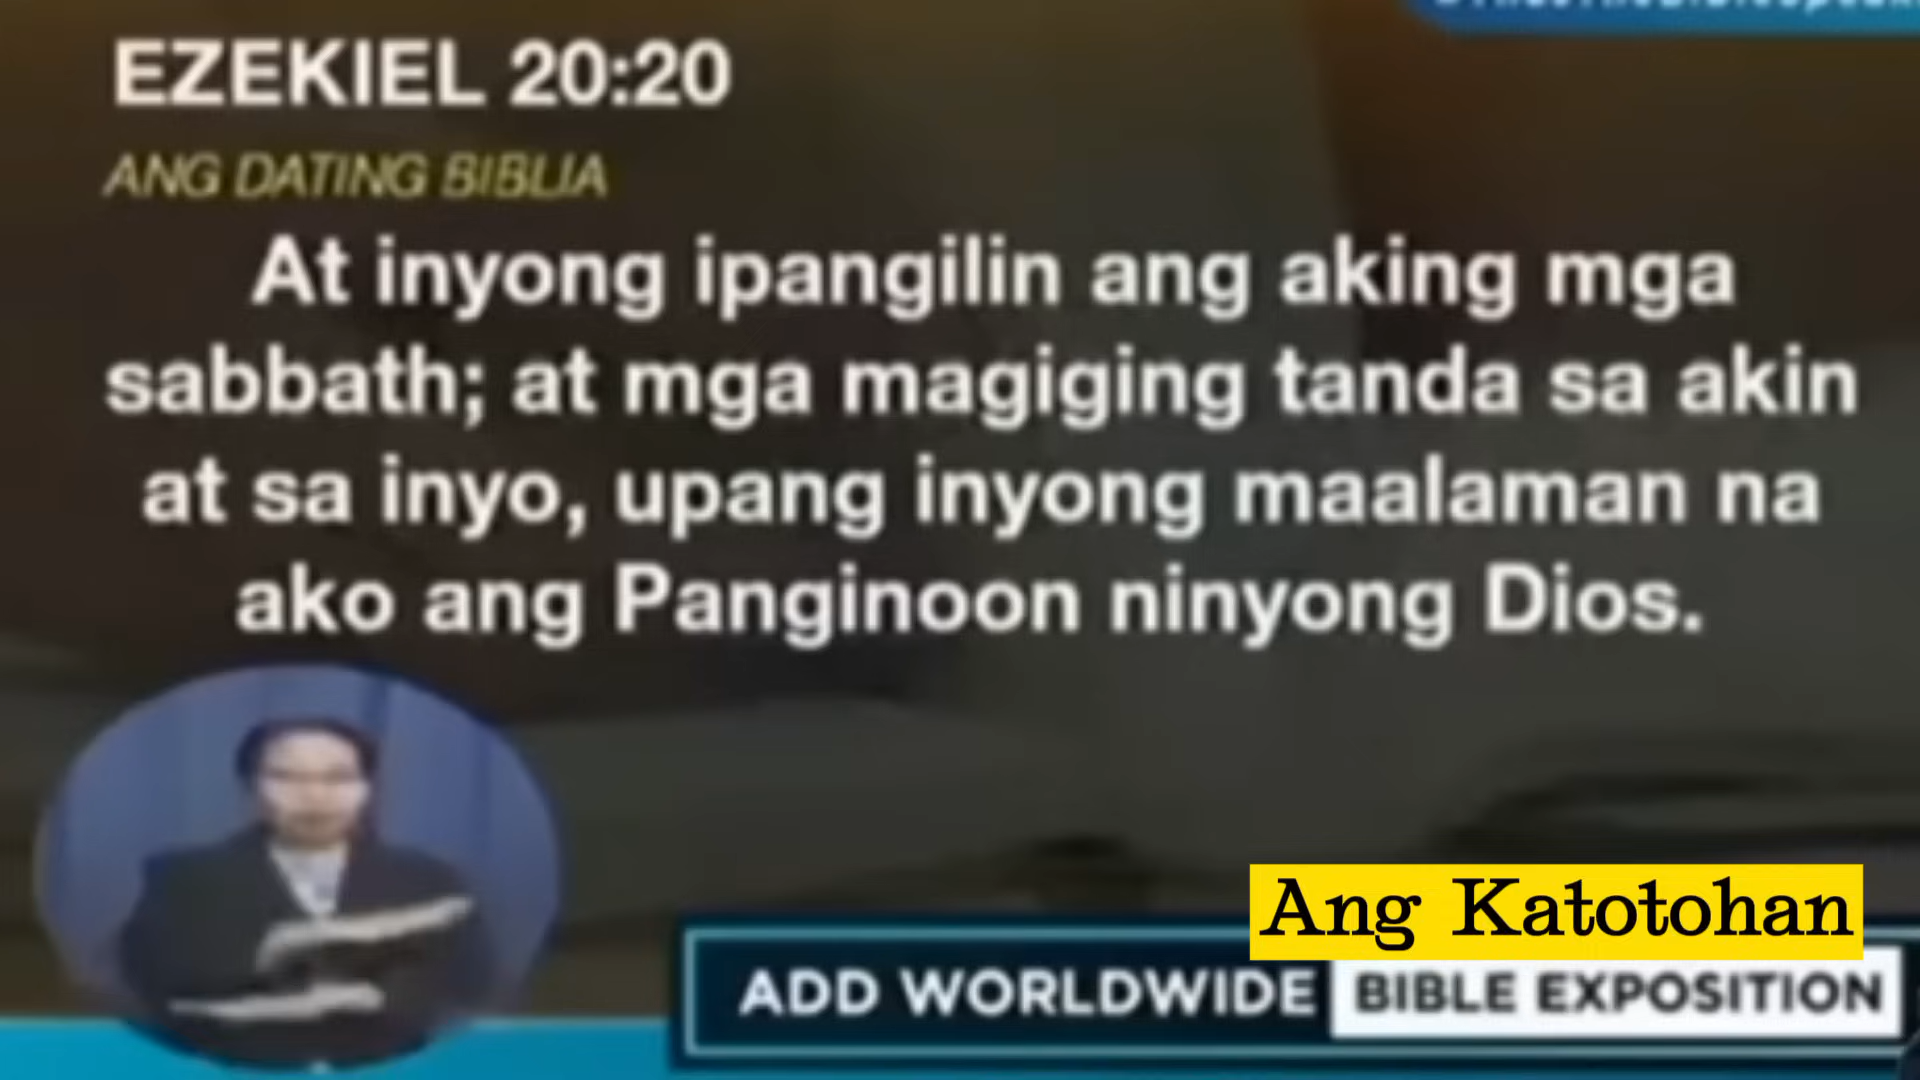 EZEKIEL 20:20
ANG DATING BIBLIA
At inyong ipangilin ang aking mga
sabbath; at mga magiging tanda sa akin
at sa inyo, upang inyong maalaman na
ako ang Panginoon ninyong Dios.
Ang Katotohan
ADD WORLDWIDE BIBLE EXPOSITION